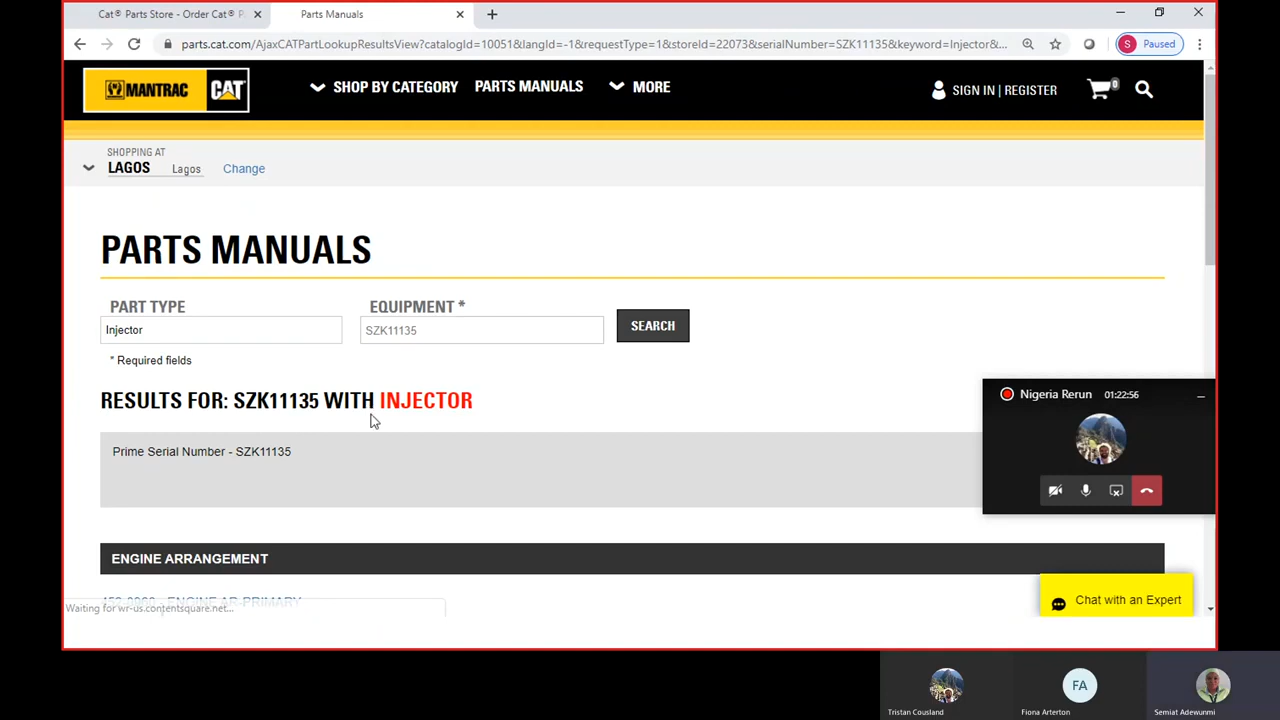 Cat® Parts Store - Order Cat® P
Parts Manuals
parts.cat.com/AjaxCATPartLookupResultsView?catalogId=10051&langId=-1&requestType=1&storeId=22073&serialNumber=SZK11135&keyword=Injector&...
S Paused
MANTRAC CAT
SHOP BY CATEGORY PARTS MANUALS MORE
SIGN IN | REGISTER
0
SHOPPING AT
LAGOS Lagos Change
PARTS MANUALS
PART TYPE EQUIPMENT *
Injector SZK11135 SEARCH
* Required fields
RESULTS FOR: SZK11135 WITH INJECTOR
Nigeria Rerun 01:22:56
Prime Serial Number - SZK11135
ENGINE ARRANGEMENT
ENGINE AR-PRIMARY
Waiting for wr-us.contentsquare.net...
Chat with an Expert
FA
Tristan Cousland Fiona Arterton Semiat Adewunmi